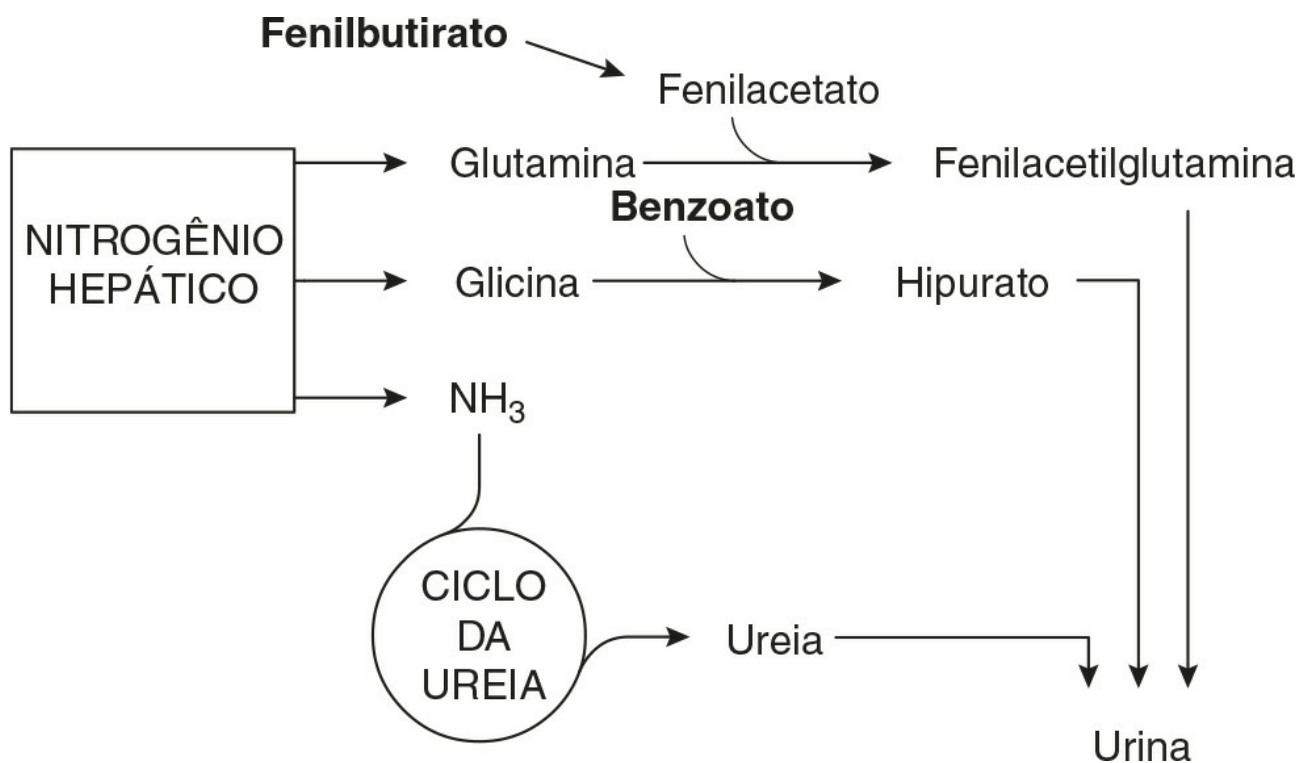 Fenilbutirato
Fenilacetato
Glutamina
Fenilacetilglutamina
Benzoato
NITROGÊNIO
HEPÁTICO
Glicina
Hipurato
NH₃
CICLO
DA
UREIA
Ureia
Urina